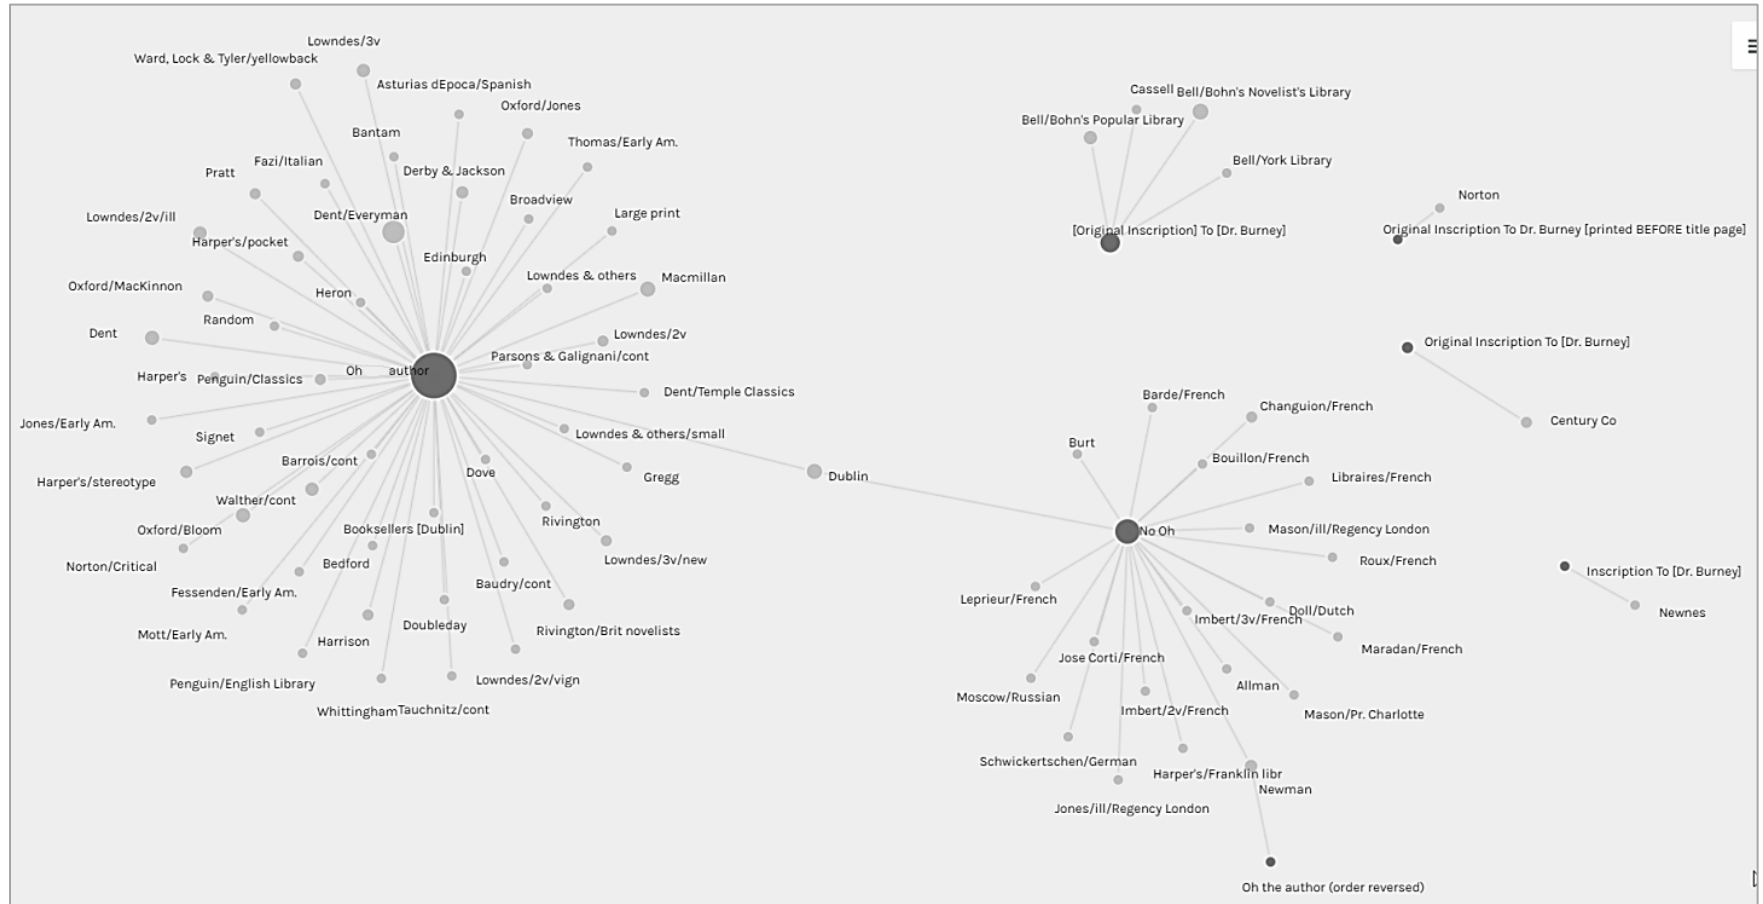 Lowndes/3v
Ward, Lock & Tyler/yellowback
Asturias dEpoca/Spanish
Oxford/Jones
Bantam
Thomas/Early Am.
Fazi/Italian
Derby & Jackson
Pratt
Broadview
Dent/Everyman
Large print
Lowndes/2v/ill
Harper's/pocket
Edinburgh
Lowndes & others
Macmillan
Oxford/MacKinnon
Heron
Random
Dent
Lowndes/2v
Parsons & Galignani/cont
Oh author
Harper's
Penguin/Classics
Dent/Temple Classics
Jones/Early Am.
Signet
Lowndes & others/small
Barrois/cont
Dove
Gregg
Dublin
Harper's/stereotype
Walther/cont
Oxford/Bloom
Booksellers [Dublin]
Rivington
Norton/Critical
Bedford
Lowndes/3v/new
Fessenden/Early Am.
Baudry/cont
Mott/Early Am.
Harrison
Doubleday
Rivington/Brit novelists
Penguin/English Library
Lowndes/2v/vign
Whittingham
Tauchnitz/cont
Cassell
Bell/Bohn's Novelist's Library
Bell/Bohn's Popular Library
Bell/York Library
[Original Inscription] To [Dr. Burney]
Norton
Original Inscription To Dr. Burney [printed BEFORE title page]
Original Inscription To [Dr. Burney]
Century Co
Barde/French
Changuion/French
Burt
Bouillon/French
Libraires/French
No Oh
Mason/ill/Regency London
Roux/French
Inscription To [Dr. Burney]
Newnes
Leprieur/French
Doll/Dutch
Imbert/3v/French
Maradan/French
Jose Corti/French
Allman
Moscow/Russian
Imbert/2v/French
Mason/Pr. Charlotte
Schwickertschen/German
Harper's/Franklin libr
Newman
Jones/ill/Regency London
Oh the author (order reversed)